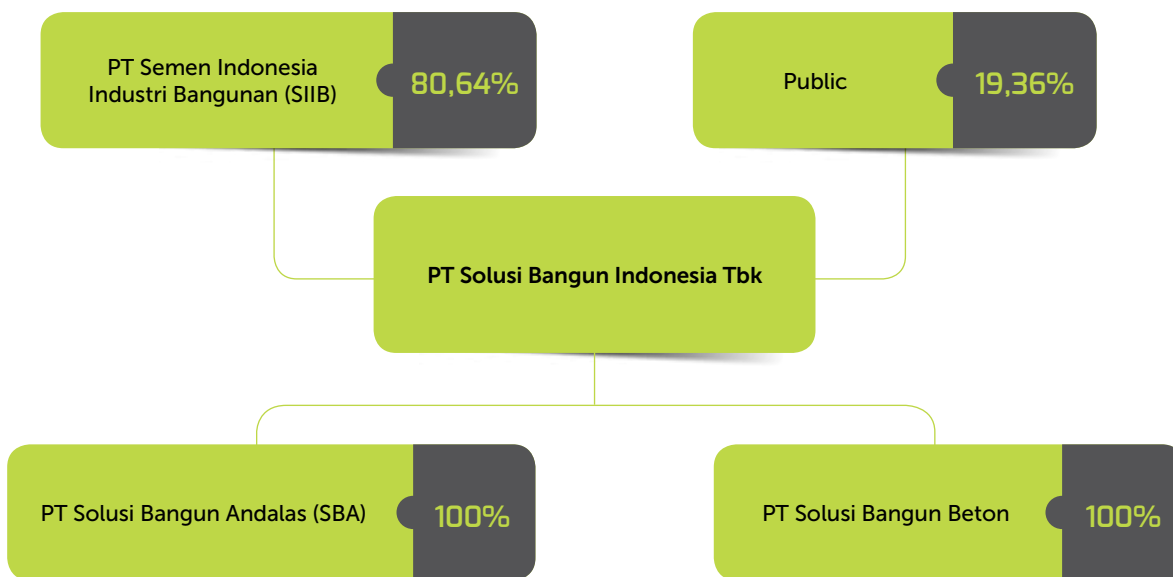 PT Semen Indonesia
Industri Bangunan (SIIB)
80,64%
Public
19,36%
PT Solusi Bangun Indonesia Tbk
PT Solusi Bangun Andalas (SBA)
100%
PT Solusi Bangun Beton
100%